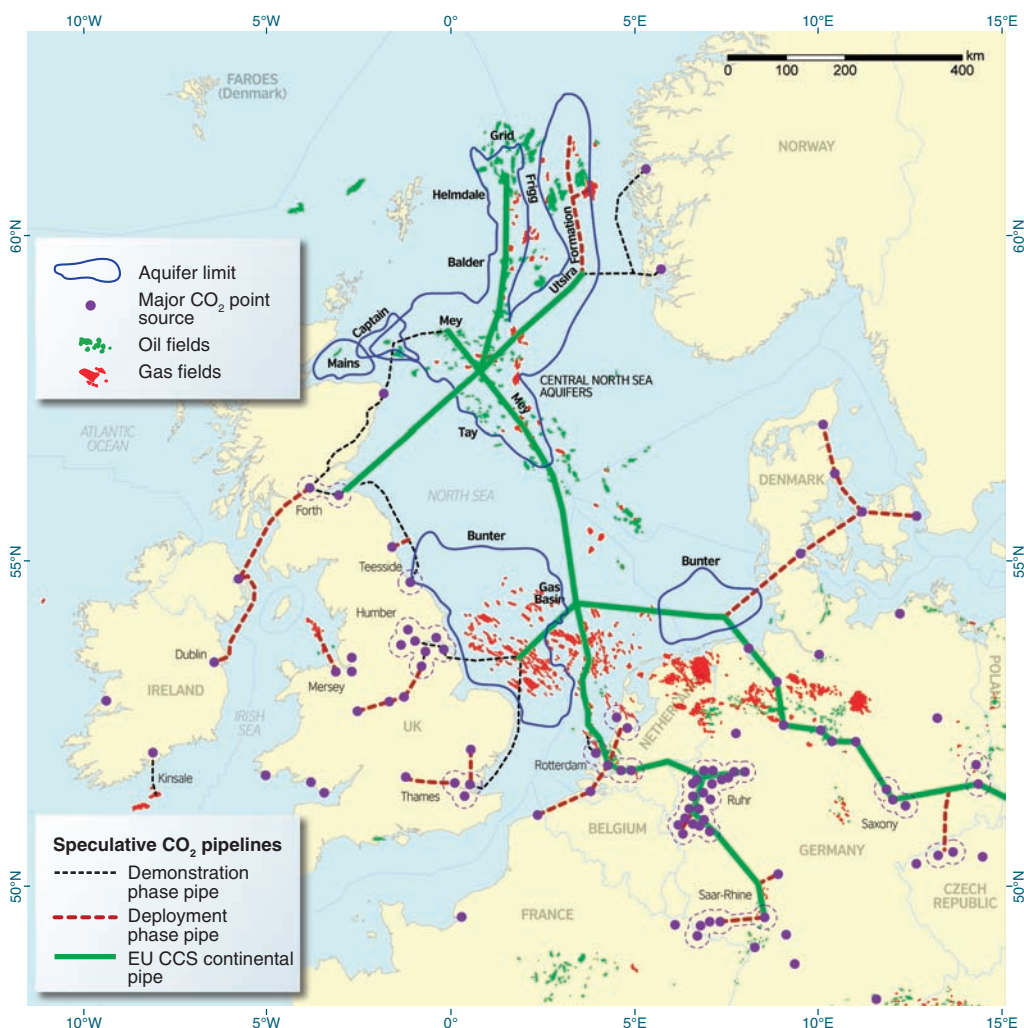 10°W 5°W 0° 5°E 10°E 15°E
km
0 100 200 400
FAROES
(Denmark)
NORWAY
Grid
Helmdale
Frigg
Formation
Utsira
Balder
60°N
60°N
Aquifer limit
Major CO2 point
source
Oil fields
Gas fields
Captain
Mey
Mains
CENTRAL NORTH SEA
AQUIFERS
Mey
Tay
ATLANTIC
OCEAN
NORTH SEA
DENMARK
Forth
55°N
55°N
Bunter
Bunter
Teesside
Gas
Basin
Humber
Dublin
IRELAND
Mersey
IRISH
SEA
UK
NETHERLAND
POLAND
Kinsale
Rotterdam
Thames
Ruhr
BELGIUM
Saxony
GERMANY
50°N
50°N
Saar-Rhine
CZECH
REPUBLIC
FRANCE
Speculative CO2 pipelines
Demonstration
phase pipe
Deployment
phase pipe
EU CCS continental
pipe
10°W 5°W 0° 5°E 10°E 15°E